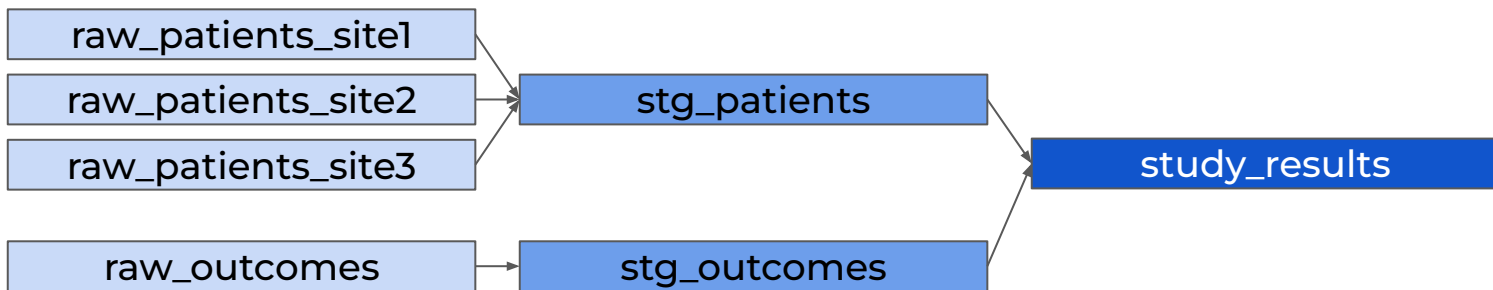 raw_patients_site1
raw_patients_site2
raw_patients_site3
raw_outcomes
stg_patients
stg_outcomes
study_results